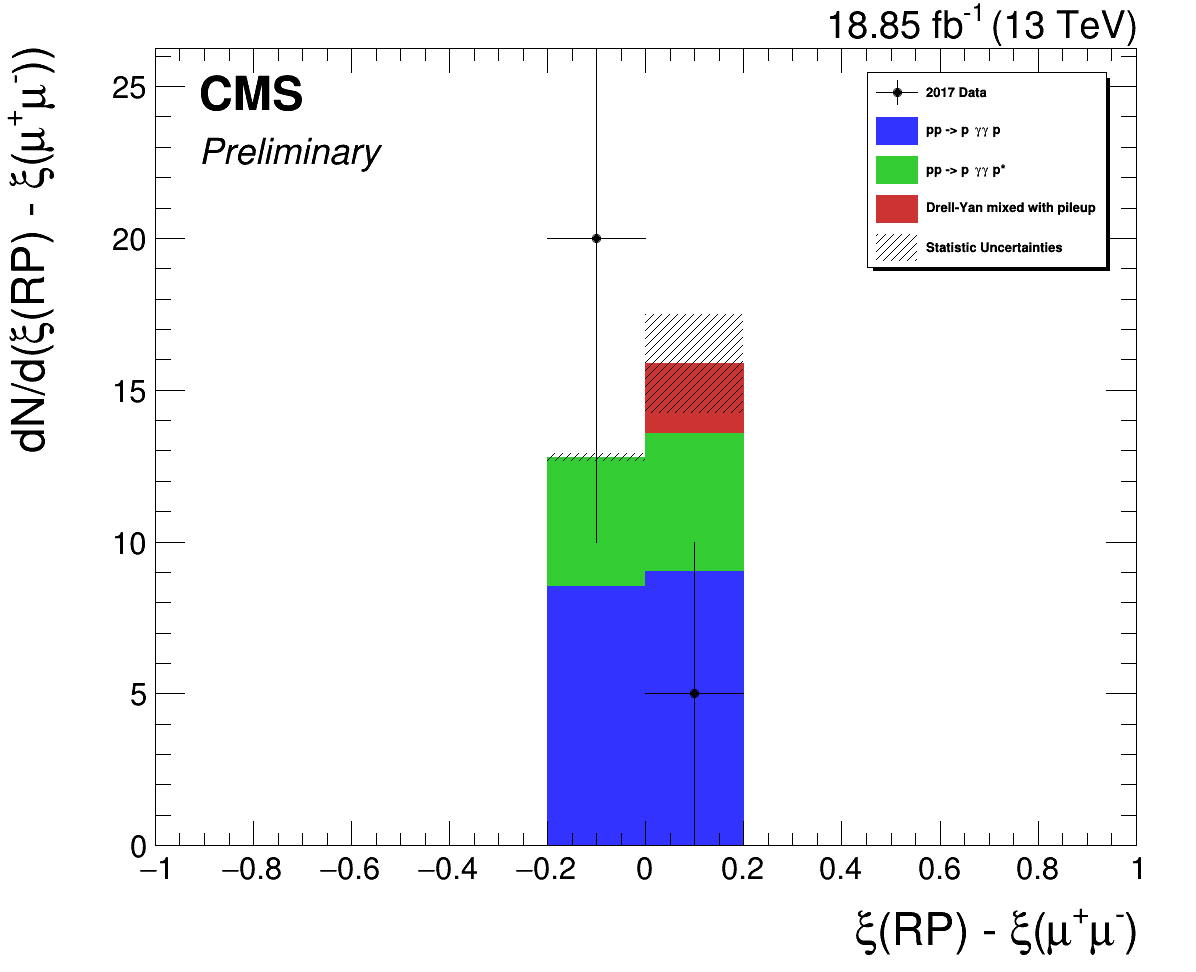 18.85 fb⁻¹ (13 TeV)
dN/d(ξ(RP) - ξ(μ⁺μ⁻))
CMS
Preliminary
2017 Data
pp -> p γγ p
pp -> p γγ p*
Drell-Yan mixed with pileup
Statistic Uncertainties
25
20
15
10
5
0
−1 −0.8 −0.6 −0.4 −0.2 0 0.2 0.4 0.6 0.8 1
ξ(RP) - ξ(μ⁺μ⁻)